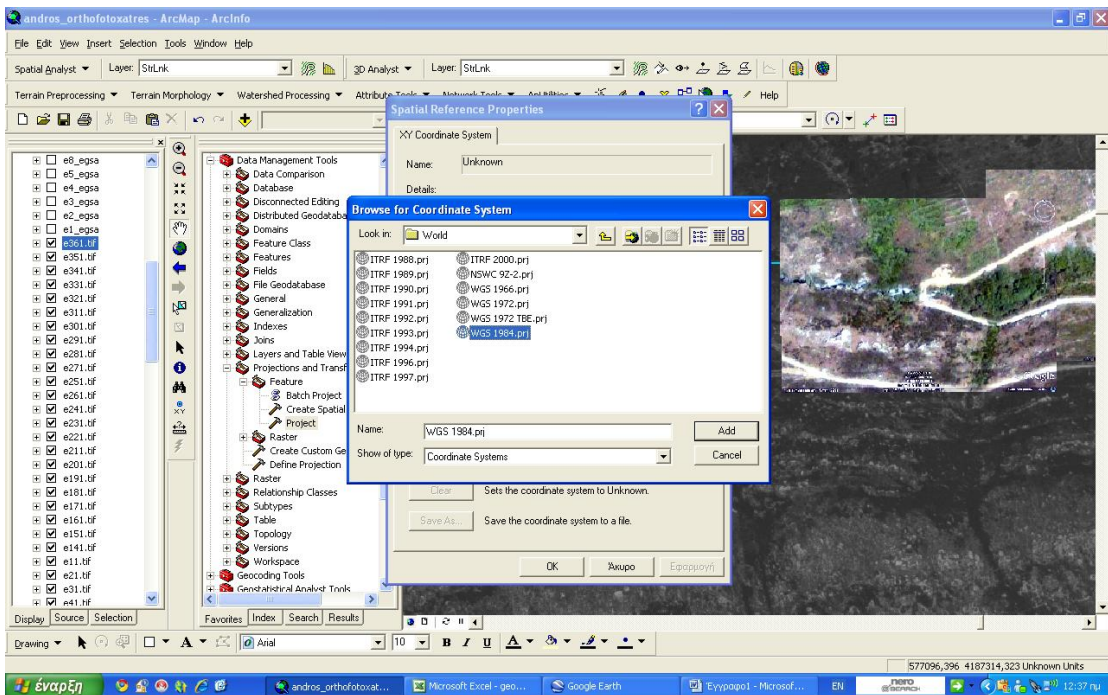 andros_orthofotoxatres - ArcMap - ArcInfo
File Edit View Insert Selection Tools Window Help
Spatial Analyst Layer: StrLnk 3D Analyst Layer: StrLnk
Terrain Preprocessing Terrain Morphology Watershed Processing Attribute Tools Network Tools ApUtilities Help
e8_egsa
e5_egsa
e4_egsa
e3_egsa
e2_egsa
e1_egsa
e361.tif
e351.tif
e341.tif
e331.tif
e321.tif
e311.tif
e301.tif
e291.tif
e281.tif
e271.tif
e251.tif
e261.tif
e241.tif
e231.tif
e221.tif
e211.tif
e201.tif
e191.tif
e181.tif
e171.tif
e161.tif
e151.tif
e141.tif
e11.tif
e21.tif
e31.tif
e41.tif
Display Source Selection
Data Management Tools
Data Comparison
Database
Disconnected Editing
Distributed Geodataba
Domains
Feature Class
Features
Fields
File Geodatabase
General
Generalization
Indexes
Joins
Layers and Table View
Projections and Transf
Feature
Batch Project
Create Spatial
Project
Raster
Create Custom Ge
Define Projection
Raster
Relationship Classes
Subtypes
Table
Topology
Versions
Workspace
Geocoding Tools
Geostatistical Analyst Tools
Favorites Index Search Results
Spatial Reference Properties
XY Coordinate System
Name: Unknown
Details:
Browse for Coordinate System
Look in: World
ITRF 1988.prj
ITRF 1989.prj
ITRF 1990.prj
ITRF 1991.prj
ITRF 1992.prj
ITRF 1993.prj
ITRF 1994.prj
ITRF 1996.prj
ITRF 1997.prj
ITRF 2000.prj
NSWC 9Z-2.prj
WGS 1966.prj
WGS 1972.prj
WGS 1972 TBE.prj
WGS 1984.prj
Name: WGS 1984.prj Add
Show of type: Coordinate Systems Cancel
Clear Sets the coordinate system to Unknown.
Save As... Save the coordinate system to a file.
OK Άκυρο Εφαρμογή
Google
Drawing A Arial 10 B I U A
577096,396 4187314,323 Unknown Units
έναρξη andros_orthofotoxat... Microsoft Excel - geo... Google Earth Έγγραφο1 - Microsof... EN nero SEARCH 12:37 πμ